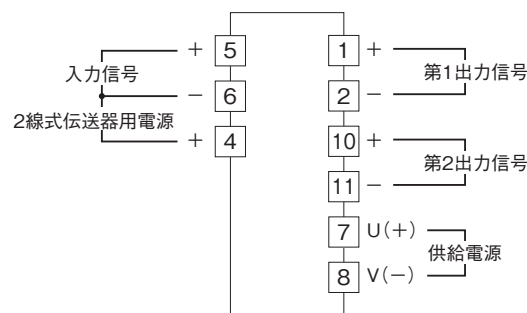 + 5
入力信号
− 6
2線式伝送器用電源
+ 4
1 +
第1出力信号
2 −
10 +
第2出力信号
11 −
7 U(+)
供給電源
8 V(−)